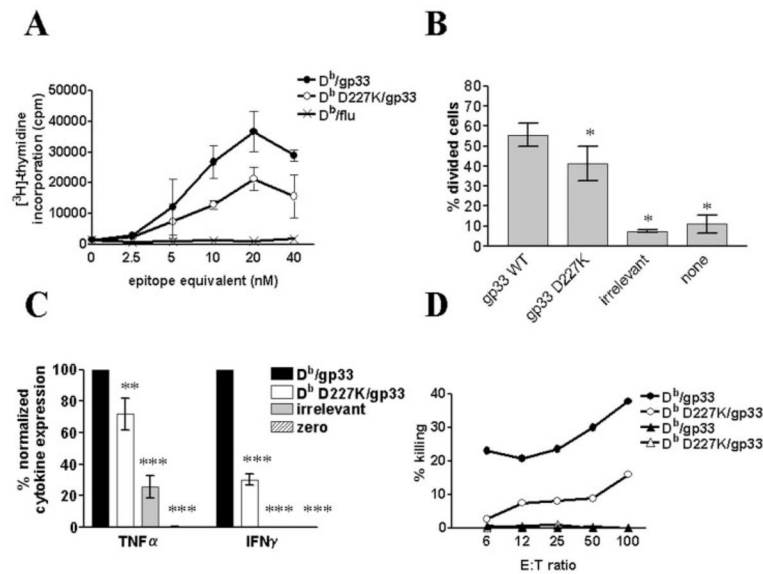 A
[³H]-thymidine
incorporation (cpm)
50000
40000
30000
20000
10000
0
0 2.5 5 10 20 40
epitope equivalent (nM)
Dᵇ/gp33
Dᵇ D227K/gp33
Dᵇ/flu
B
% divided cells
80
70
60
50
40
30
20
10
0
*
*
*
gp33 WT
gp33 D227K
irrelevant
none
C
% normalized
cytokine expression
100
80
60
40
20
0
**
***
***
***
*** ***
TNFα IFNγ
Dᵇ/gp33
Dᵇ D227K/gp33
irrelevant
zero
D
% killing
40
30
20
10
0
6 12 25 50 100
E:T ratio
Dᵇ/gp33
Dᵇ D227K/gp33
Dᵇ/gp33
Dᵇ D227K/gp33